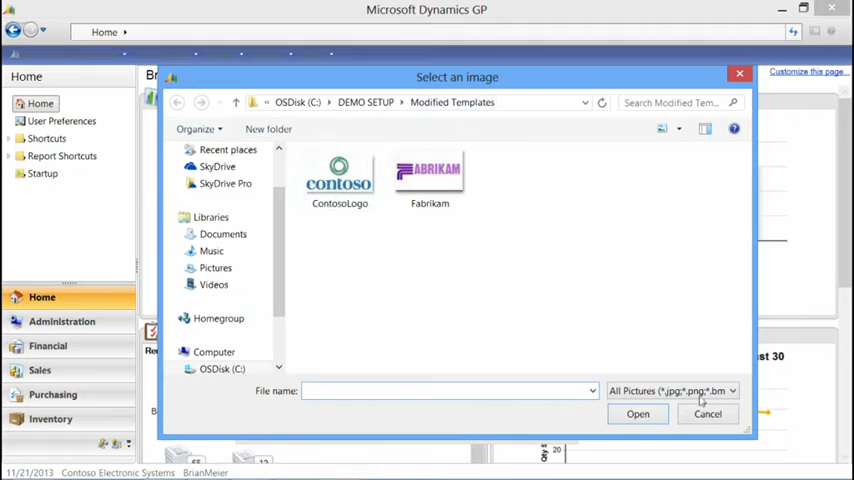 Microsoft Dynamics GP
Home
Home
Customize this page...
Home
User Preferences
Shortcuts
Report Shortcuts
Startup
Home
Administration
Financial
Sales
Purchasing
Inventory
Select an image
« OSDisk (C:) DEMO SETUP Modified Templates
Search Modified Tem...
Organize New folder
Recent places
SkyDrive
SkyDrive Pro
Libraries
Documents
Music
Pictures
Videos
Homegroup
Computer
OSDisk (C:)
contoso
ContosoLogo
FABRIKAM
Fabrikam
File name:
All Pictures (*.jpg;*.png;*.bm
Open Cancel
30
20
11/21/2013 Contoso Electronic Systems BrianMeier